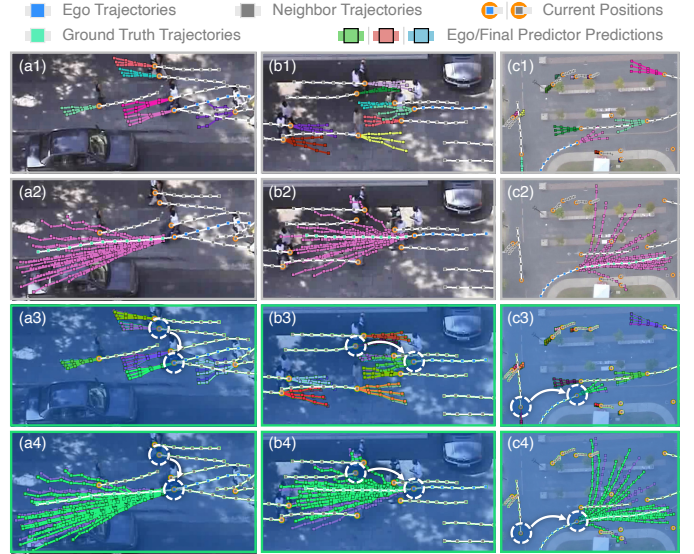 Ego Trajectories Neighbor Trajectories Current Positions
Ground Truth Trajectories Ego/Final Predictor Predictions
(a1) (b1) (c1)
(a2) (b2) (c2)
(a3) (b3) (c3)
(a4) (b4) (c4)